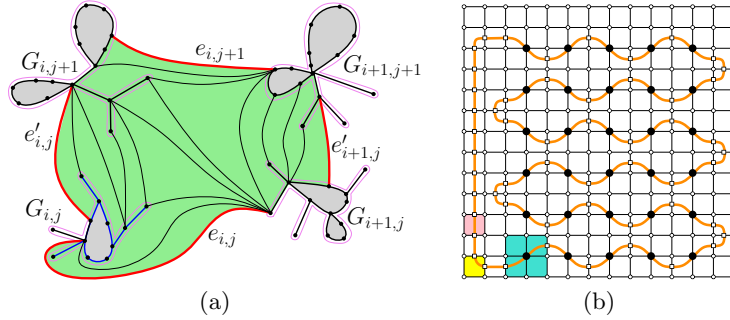 G_{i,j+1}
e_{i,j+1}
G_{i+1,j+1}
e'_{i,j}
e'_{i+1,j}
G_{i,j}
e_{i,j}
G_{i+1,j}
(a)
(b)